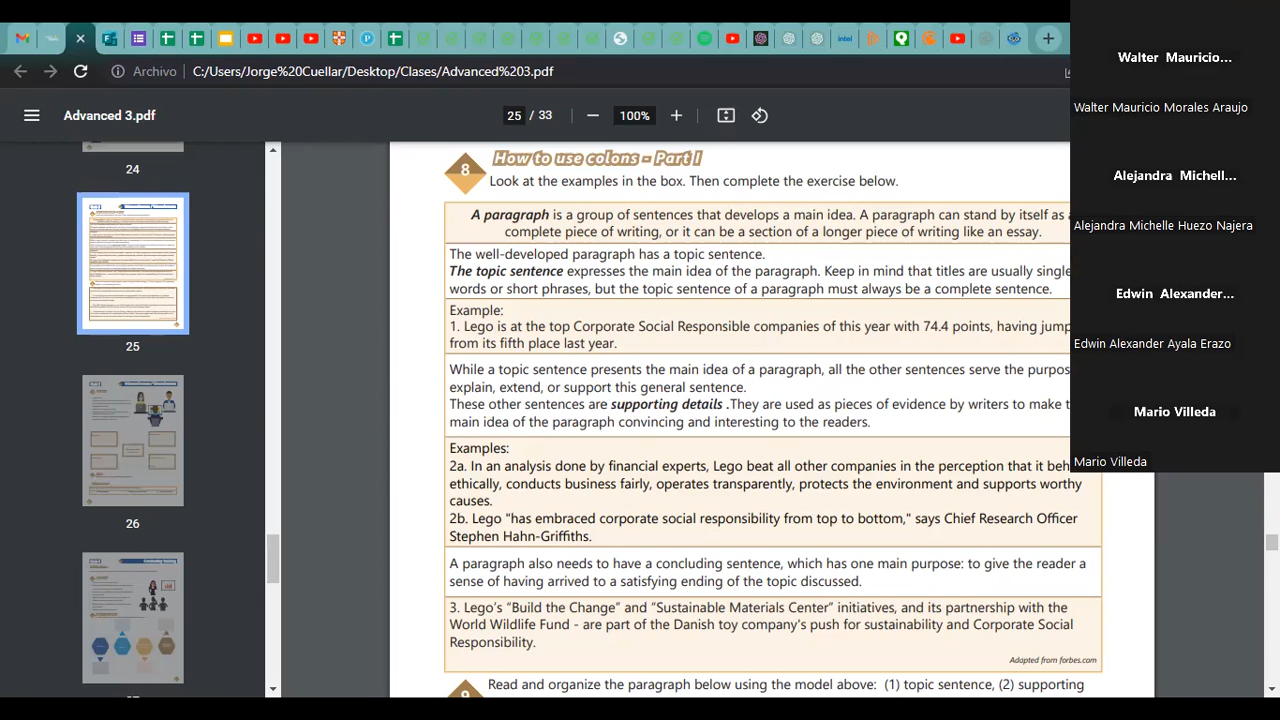 Archivo
C:/Users/Jorge%20Cuellar/Desktop/Clases/Advanced%203.pdf
Advanced 3.pdf
25 / 33
100%
24
25
26
8
How to use colons - Part I
Look at the examples in the box. Then complete the exercise below.
A paragraph is a group of sentences that develops a main idea. A paragraph can stand by itself as a
complete piece of writing, or it can be a section of a longer piece of writing like an essay.
The well-developed paragraph has a topic sentence.
The topic sentence expresses the main idea of the paragraph. Keep in mind that titles are usually single
words or short phrases, but the topic sentence of a paragraph must always be a complete sentence.
Example:
1. Lego is at the top Corporate Social Responsible companies of this year with 74.4 points, having jump
from its fifth place last year.
While a topic sentence presents the main idea of a paragraph, all the other sentences serve the purpos
explain, extend, or support this general sentence.
These other sentences are supporting details .They are used as pieces of evidence by writers to make t
main idea of the paragraph convincing and interesting to the readers.
Examples:
2a. In an analysis done by financial experts, Lego beat all other companies in the perception that it beh
ethically, conducts business fairly, operates transparently, protects the environment and supports worthy
causes.
2b. Lego "has embraced corporate social responsibility from top to bottom," says Chief Research Officer
Stephen Hahn-Griffiths.
A paragraph also needs to have a concluding sentence, which has one main purpose: to give the reader a
sense of having arrived to a satisfying ending of the topic discussed.
3. Lego's "Build the Change" and "Sustainable Materials Center" initiatives, and its partnership with the
World Wildlife Fund - are part of the Danish toy company's push for sustainability and Corporate Social
Responsibility.
Adapted from forbes.com
9
Read and organize the paragraph below using the model above: (1) topic sentence, (2) supporting
Walter Mauricio...
Walter Mauricio Morales Araujo
Alejandra Michell...
Alejandra Michelle Huezo Najera
Edwin Alexander...
Edwin Alexander Ayala Erazo
Mario Villeda
Mario Villeda